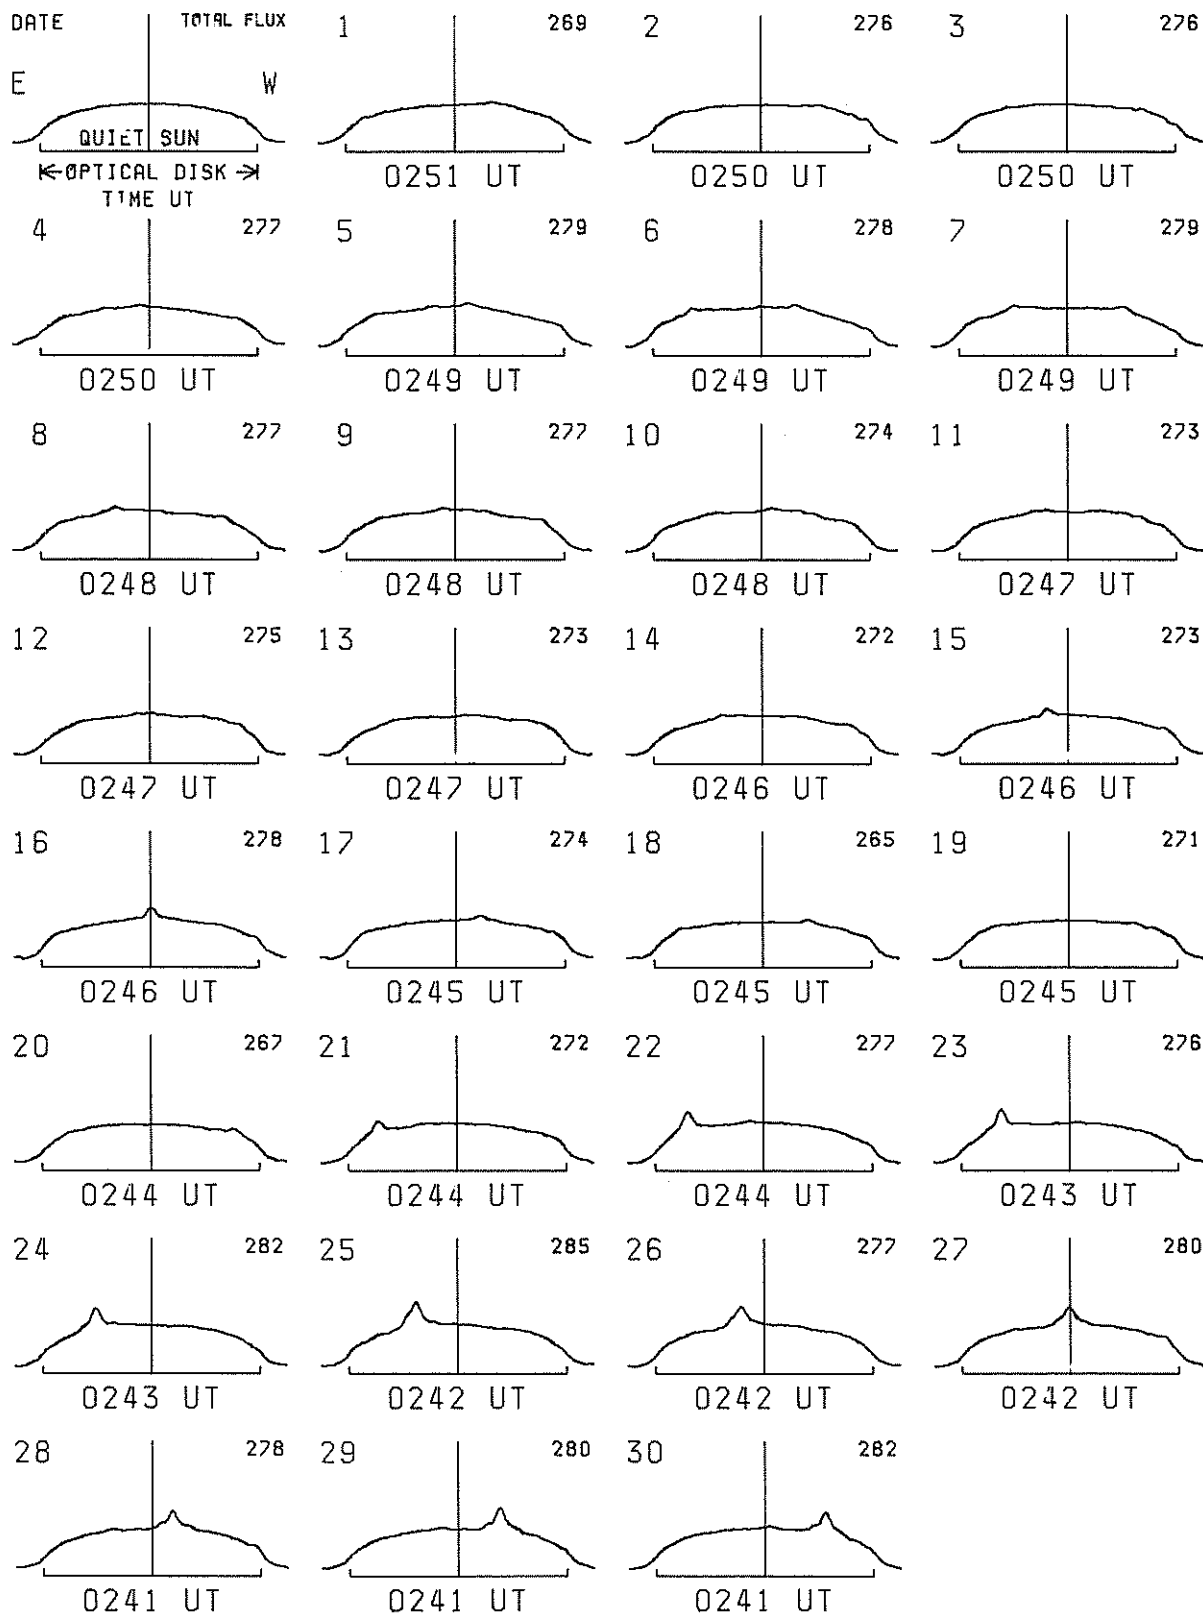 DATE TOTAL FLUX 1 269 2 276 3 276
E W
QUIET SUN
OPTICAL DISK 0251 UT 0250 UT 0250 UT
TIME UT
4 277 5 279 6 278 7 279
0250 UT 0249 UT 0249 UT 0249 UT
8 277 9 277 10 274 11 273
0248 UT 0248 UT 0248 UT 0247 UT
12 275 13 273 14 272 15 273
0247 UT 0247 UT 0246 UT 0246 UT
16 278 17 274 18 265 19 271
0246 UT 0245 UT 0245 UT 0245 UT
20 267 21 272 22 277 23 276
0244 UT 0244 UT 0244 UT 0243 UT
24 282 25 285 26 277 27 280
0243 UT 0242 UT 0242 UT 0242 UT
28 278 29 280 30 282
0241 UT 0241 UT 0241 UT